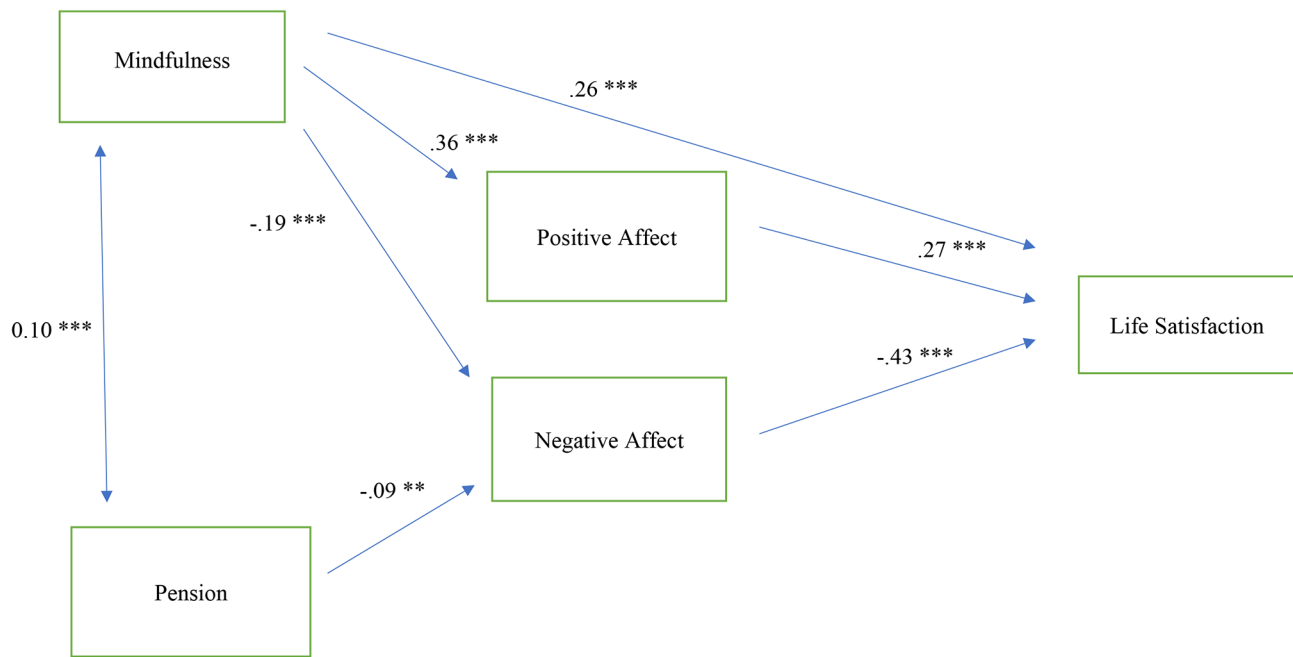 Mindfulness
.26 ***
.36 ***
-.19 ***
Positive Affect
.27 ***
0.10 ***
Life Satisfaction
-.43 ***
Negative Affect
-.09 **
Pension